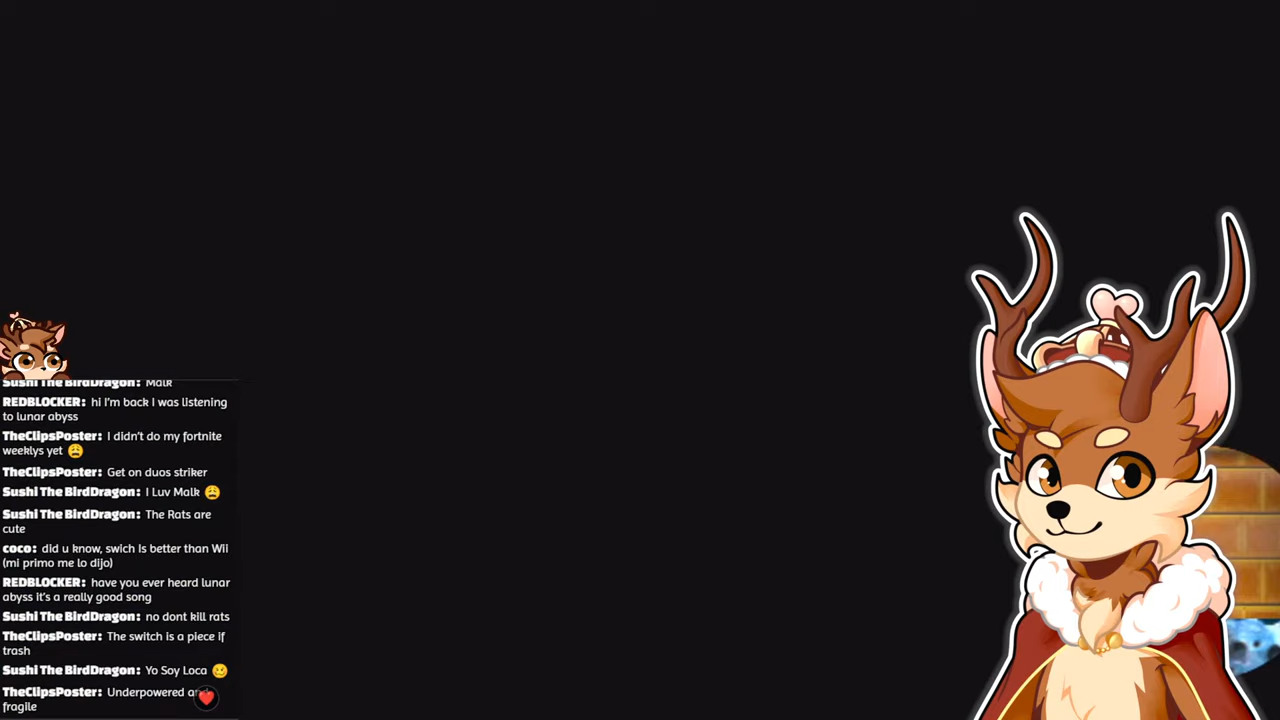 Sushi The BirdDragon: Malk
REDBLOCKER: hi I'm back I was listening
to lunar abyss
TheClipsPoster: I didn't do my fortnite
weeklys yet 😩
TheClipsPoster: Get on duos striker
Sushi The BirdDragon: I Luv Malk 😩
Sushi The BirdDragon: The Rats are
cute
coco: did u know, swich is better than Wii
(mi primo me lo dijo)
REDBLOCKER: have you ever heard lunar
abyss it's a really good song
Sushi The BirdDragon: no dont kill rats
TheClipsPoster: The switch is a piece if
trash
Sushi The BirdDragon: Yo Soy Loca 🥴
TheClipsPoster: Underpowered and
fragile